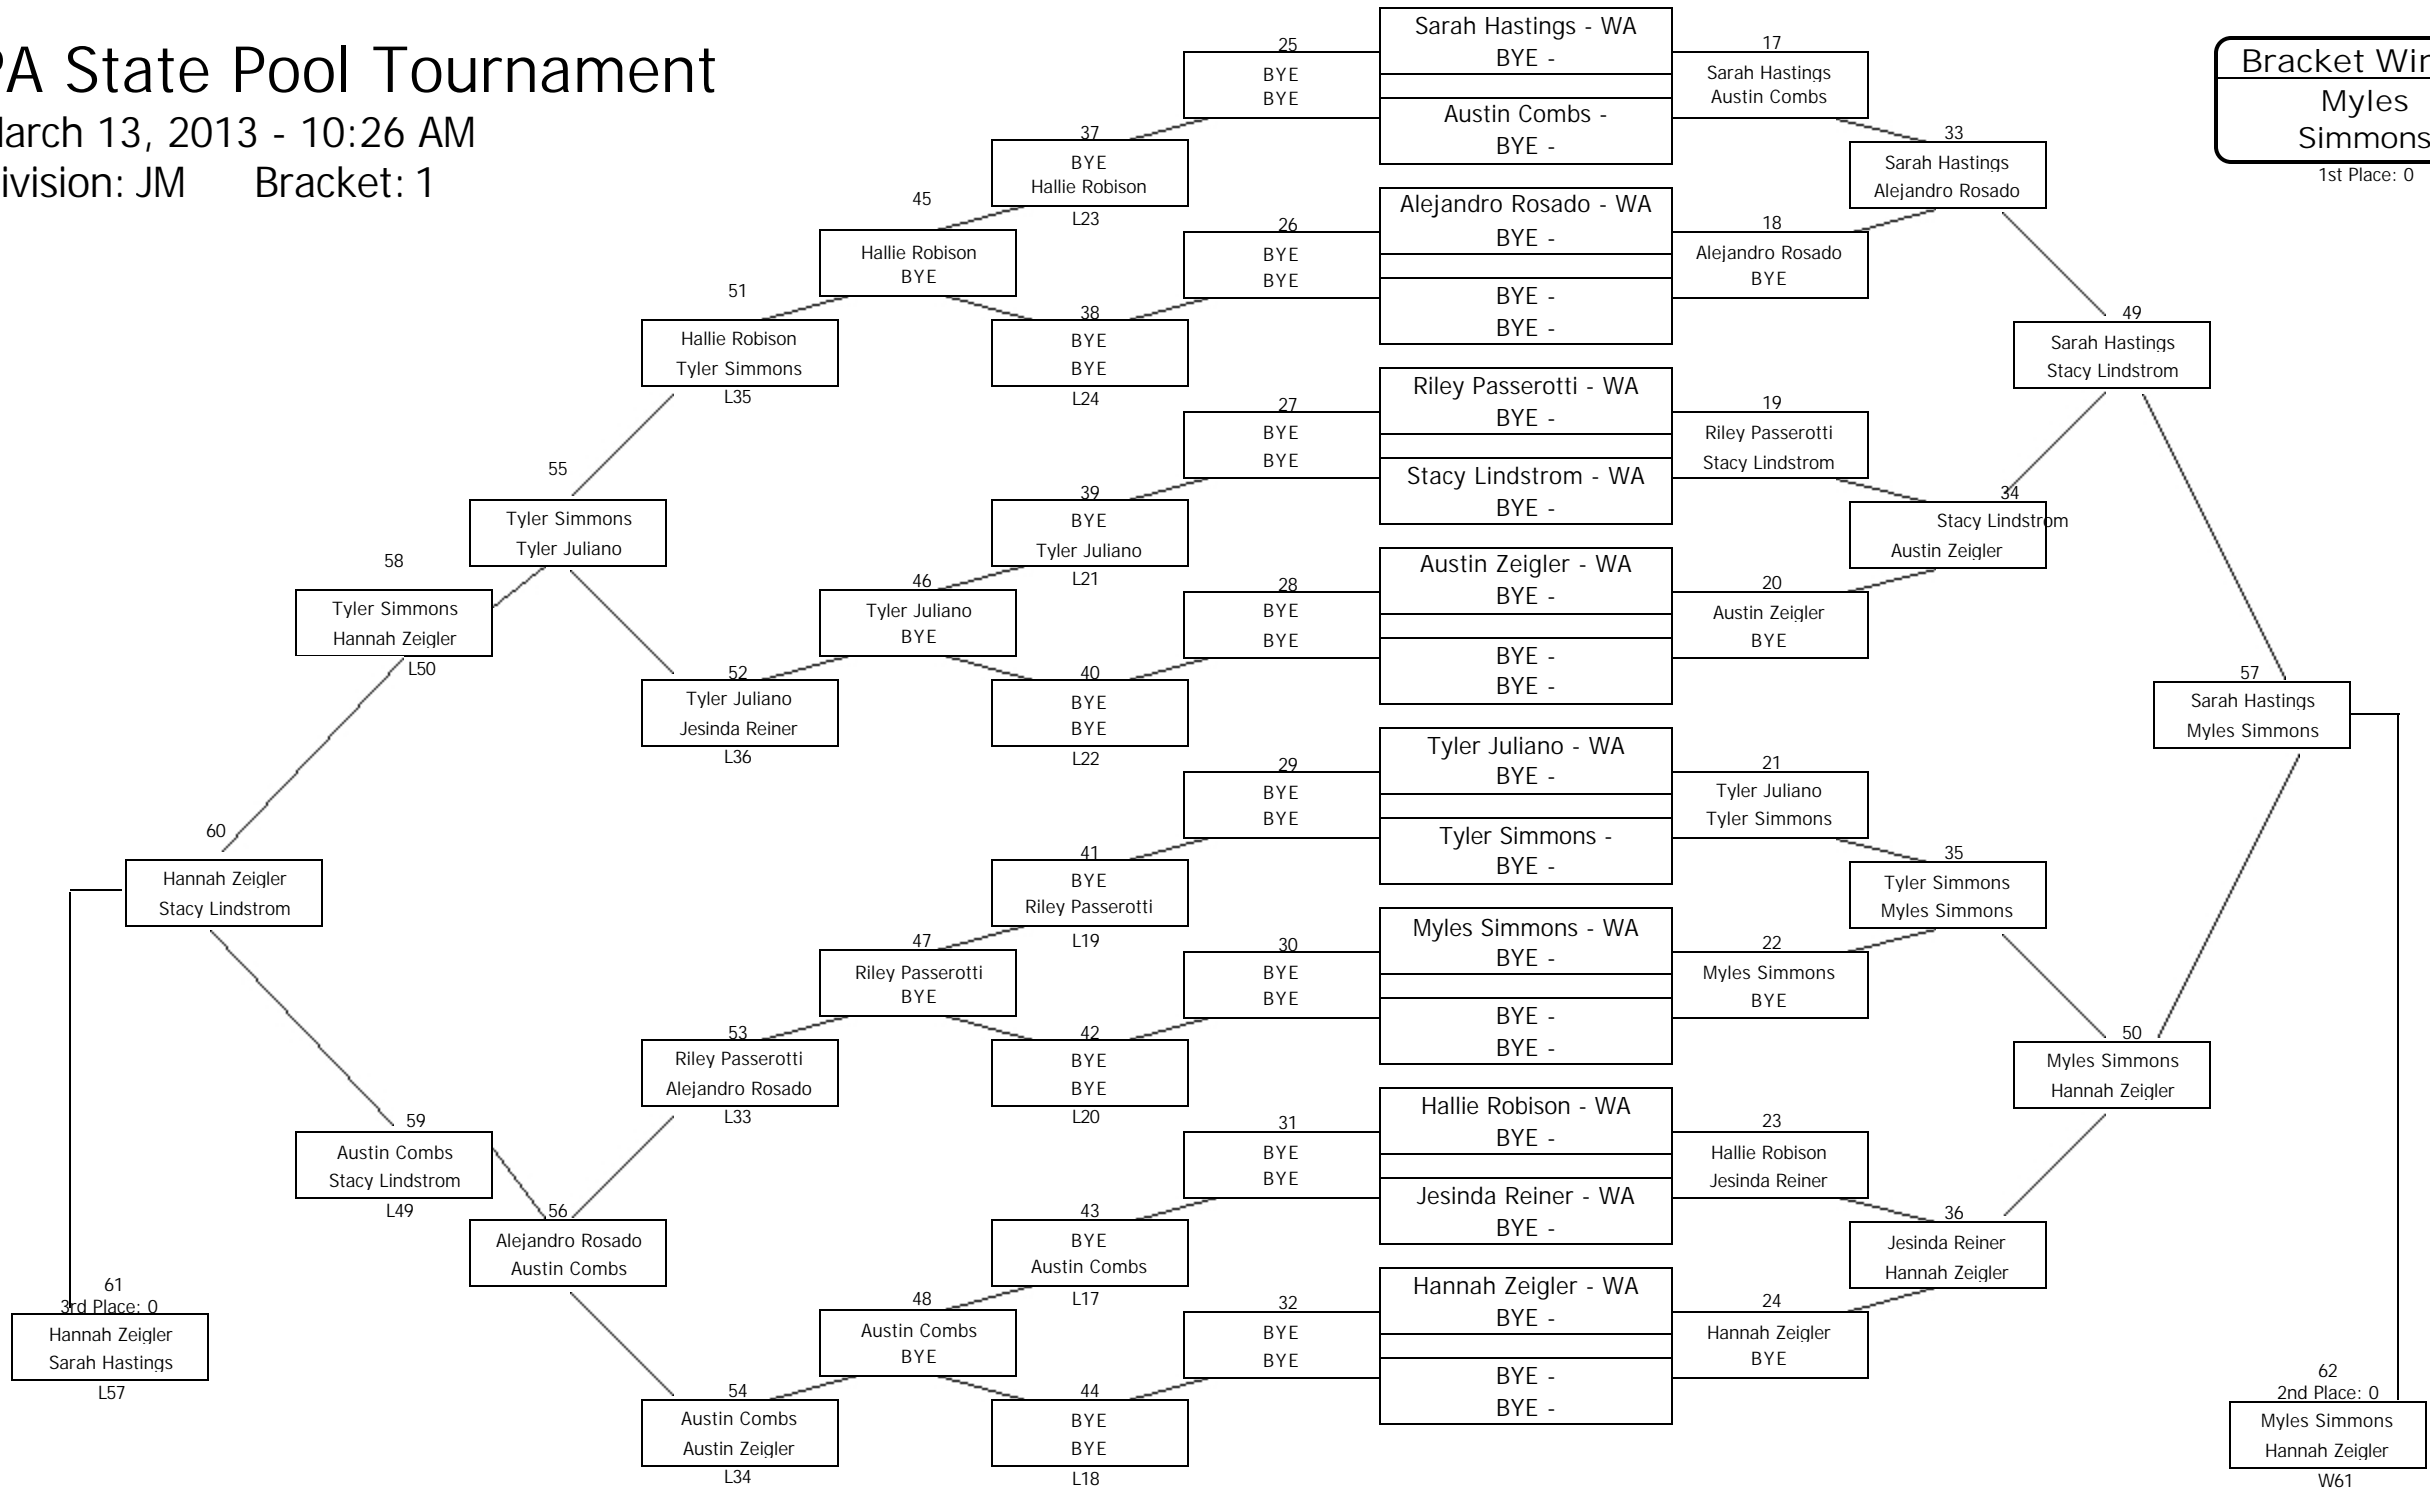 PA State Pool Tournament
March 13, 2013 - 10:26 AM
ivision: JM Bracket: 1
Bracket Win
Myles
Simmons
1st Place: 0
61
3rd Place: 0
Hannah Zeigler
Sarah Hastings
L57
60
Hannah Zeigler
Stacy Lindstrom
58
Tyler Simmons
Hannah Zeigler
L50
59
Austin Combs
Stacy Lindstrom
L49
55
Tyler Simmons
Tyler Juliano
56
Alejandro Rosado
Austin Combs
51
Hallie Robison
Tyler Simmons
L35
52
Tyler Juliano
Jesinda Reiner
L36
53
Riley Passerotti
Alejandro Rosado
L33
54
Austin Combs
Austin Zeigler
L34
45
Hallie Robison
BYE
46
Tyler Juliano
BYE
47
Riley Passerotti
BYE
48
Austin Combs
BYE
37
BYE
Hallie Robison
L23
38
BYE
BYE
L24
39
BYE
Tyler Juliano
L21
40
BYE
BYE
L22
41
BYE
Riley Passerotti
L19
42
BYE
BYE
L20
43
BYE
Austin Combs
L17
44
BYE
BYE
L18
25
BYE
BYE
26
BYE
BYE
27
BYE
BYE
28
BYE
BYE
29
BYE
BYE
30
BYE
BYE
31
BYE
BYE
32
BYE
BYE
Sarah Hastings - WA
BYE -
Austin Combs -
BYE -
Alejandro Rosado - WA
BYE -
BYE -
BYE -
Riley Passerotti - WA
BYE -
Stacy Lindstrom - WA
BYE -
Austin Zeigler - WA
BYE -
BYE -
BYE -
Tyler Juliano - WA
BYE -
Tyler Simmons -
BYE -
Myles Simmons - WA
BYE -
BYE -
BYE -
Hallie Robison - WA
BYE -
Jesinda Reiner - WA
BYE -
Hannah Zeigler - WA
BYE -
BYE -
BYE -
17
Sarah Hastings
Austin Combs
18
Alejandro Rosado
BYE
19
Riley Passerotti
Stacy Lindstrom
20
Austin Zeigler
BYE
21
Tyler Juliano
Tyler Simmons
22
Myles Simmons
BYE
23
Hallie Robison
Jesinda Reiner
24
Hannah Zeigler
BYE
33
Sarah Hastings
Alejandro Rosado
34
Stacy Lindstrom
Austin Zeigler
35
Tyler Simmons
Myles Simmons
36
Jesinda Reiner
Hannah Zeigler
49
Sarah Hastings
Stacy Lindstrom
50
Myles Simmons
Hannah Zeigler
57
Sarah Hastings
Myles Simmons
62
2nd Place: 0
Myles Simmons
Hannah Zeigler
W61